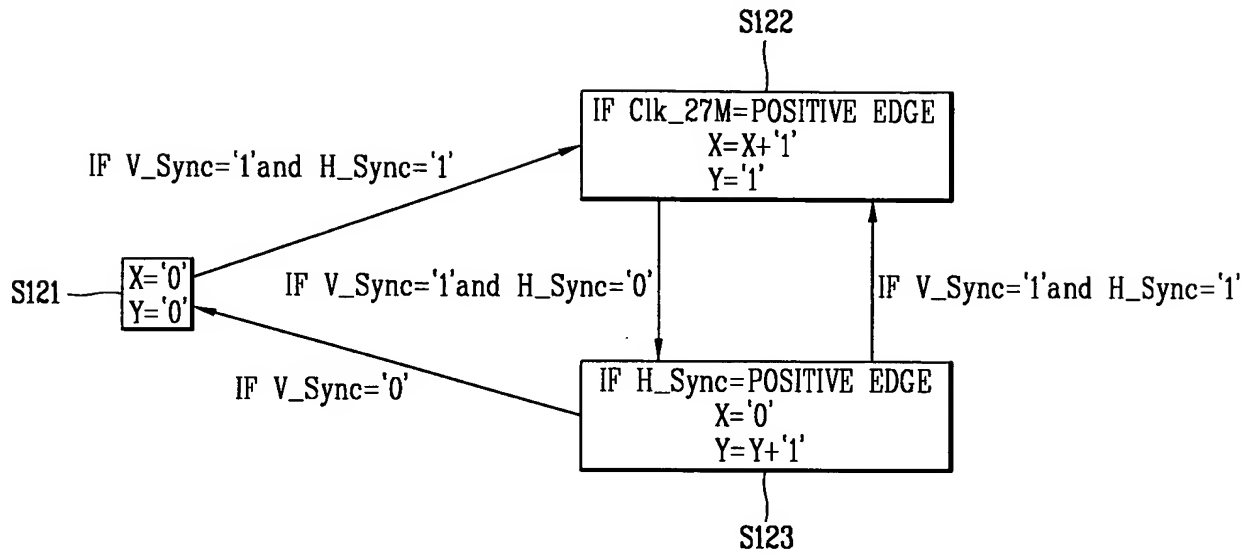 S122
IF Clk_27M=POSITIVE EDGE
X=X+‘1’
Y=‘1’
IF V_Sync=‘1’and H_Sync=‘1’
S121
X=‘0’
Y=‘0’
IF V_Sync=‘1’and H_Sync=‘0’
IF V_Sync=‘1’and H_Sync=‘1’
IF V_Sync=‘0’
IF H_Sync=POSITIVE EDGE
X=‘0’
Y=Y+‘1’
S123